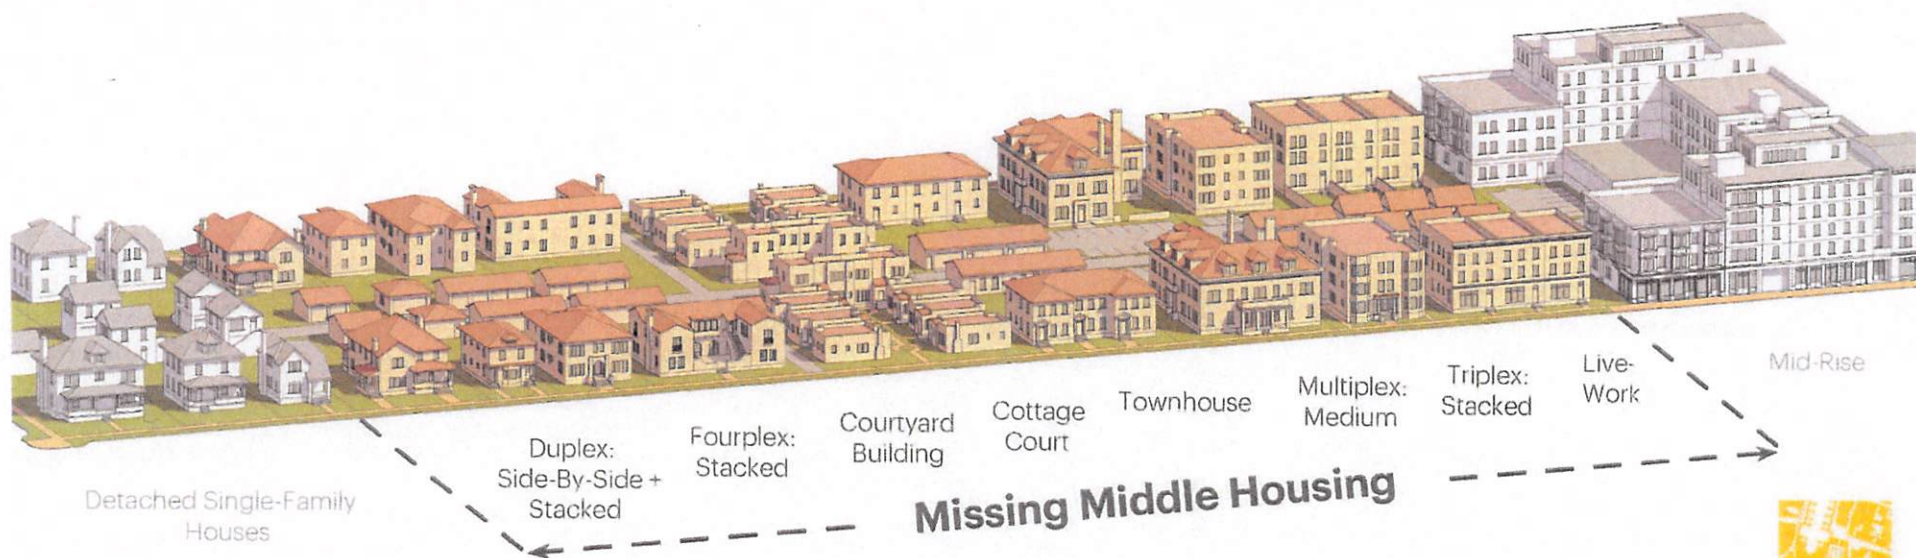 Detached Single-Family
Houses
Duplex:
Side-By-Side +
Stacked
Fourplex:
Stacked
Courtyard
Building
Cottage
Court
Townhouse
Multiplex:
Medium
Triplex:
Stacked
Live-
Work
Mid-Rise
Missing Middle Housing